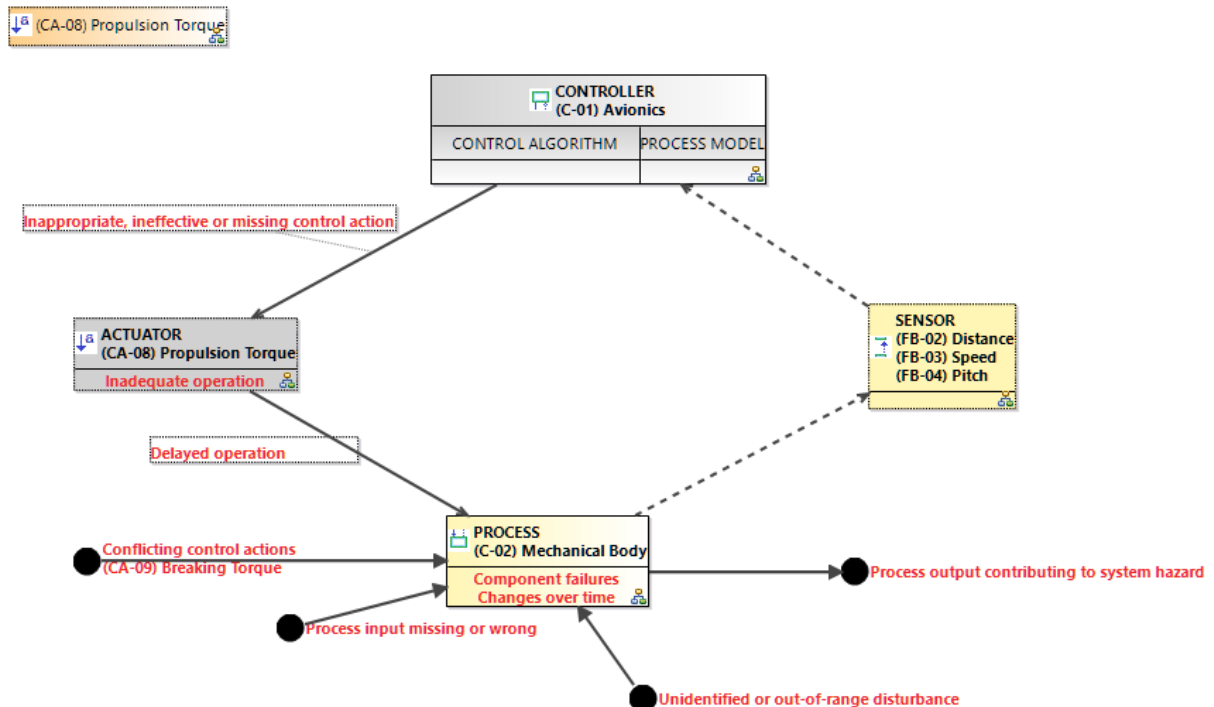 (CA-08) Propulsion Torque
CONTROLLER
(C-01) Avionics
CONTROL ALGORITHM
PROCESS MODEL
Inappropriate, ineffective or missing control action
ACTUATOR
(CA-08) Propulsion Torque
Inadequate operation
SENSOR
(FB-02) Distance
(FB-03) Speed
(FB-04) Pitch
Delayed operation
PROCESS
(C-02) Mechanical Body
Component failures
Changes over time
Conflicting control actions
(CA-09) Breaking Torque
Process output contributing to system hazard
Process input missing or wrong
Unidentified or out-of-range disturbance